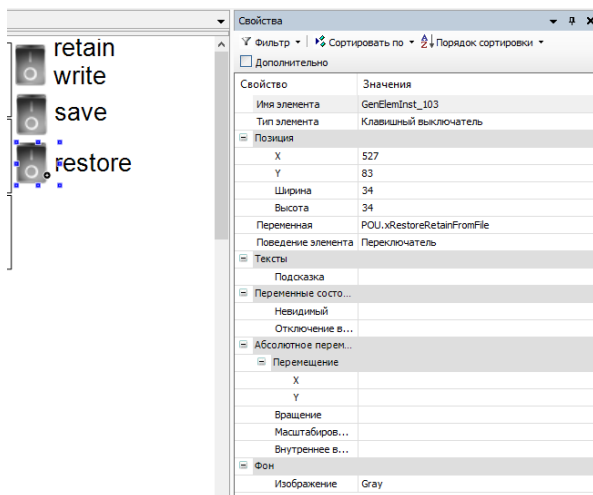 retain
write
save
restore
Свойства
Фильтр Сортировать по Порядок сортировки
Дополнительно
Свойство Значения
Имя элемента GenElemInst_103
Тип элемента Клавишный выключатель
Позиция
X 527
Y 83
Ширина 34
Высота 34
Переменная POU.xRestoreRetainFromFile
Поведение элемента Переключатель
Тексты
Подсказка
Переменные состо...
Невидимый
Отключение в...
Абсолютное перем...
Перемещение
X
Y
Вращение
Масштабиров...
Внутреннее в...
Фон
Изображение Gray